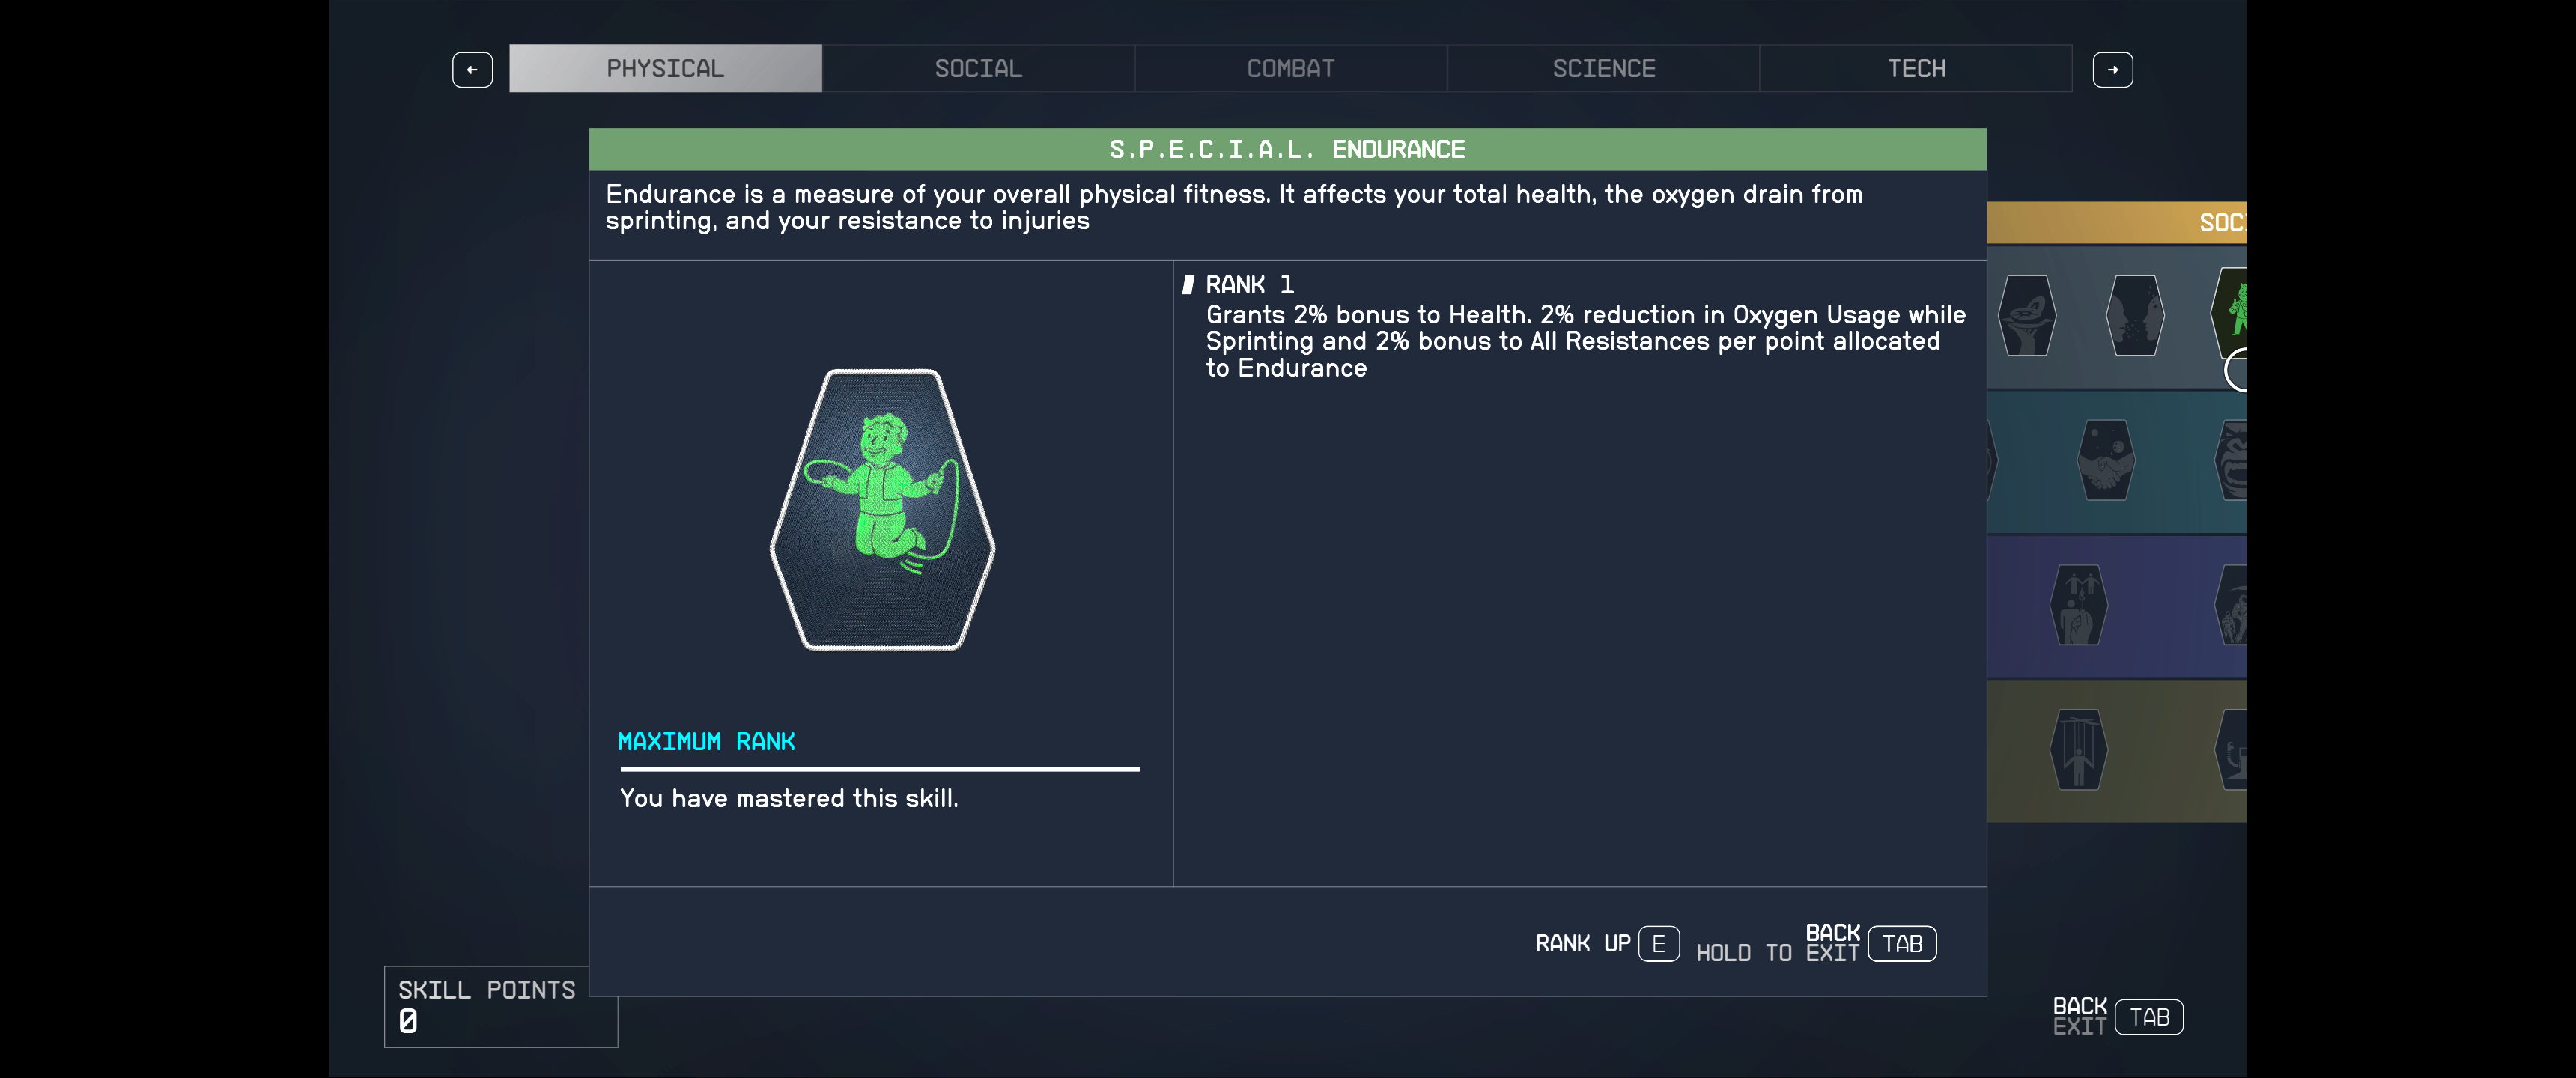 ←
PHYSICAL
SOCIAL
COMBAT
SCIENCE
TECH
→
S.P.E.C.I.A.L. ENDURANCE
Endurance is a measure of your overall physical fitness. It affects your total health, the oxygen drain from
sprinting, and your resistance to injuries
SOC
RANK 1
Grants 2% bonus to Health. 2% reduction in Oxygen Usage while
Sprinting and 2% bonus to All Resistances per point allocated
to Endurance
MAXIMUM RANK
You have mastered this skill.
RANK UP E HOLD TO BACK EXIT TAB
SKILL POINTS
0
BACK
EXIT TAB